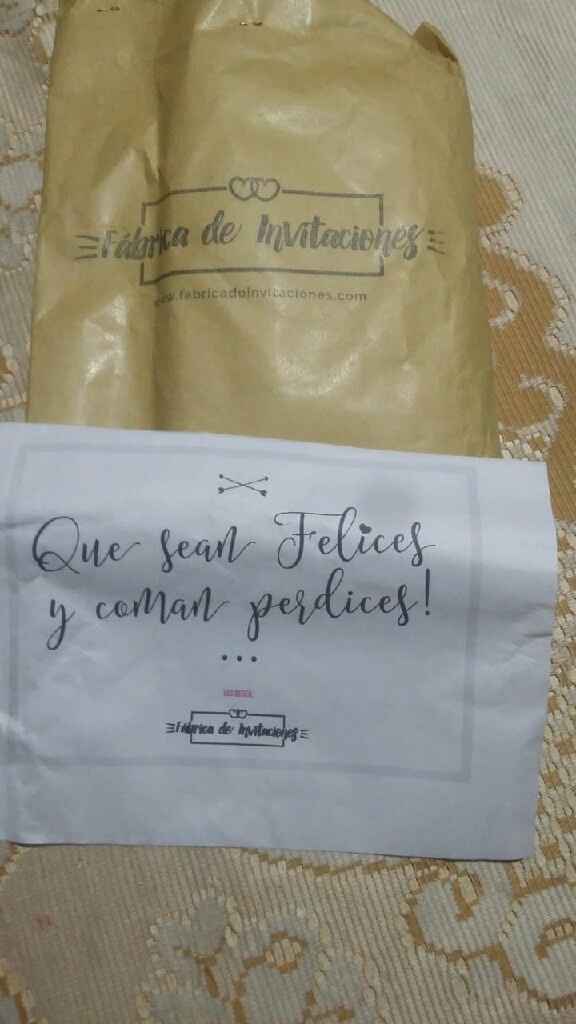 Fábrica de Invitaciones
www.fabricadeinvitaciones.com
Que sean Felices
y coman perdices!
...
Fábrica de Invitaciones